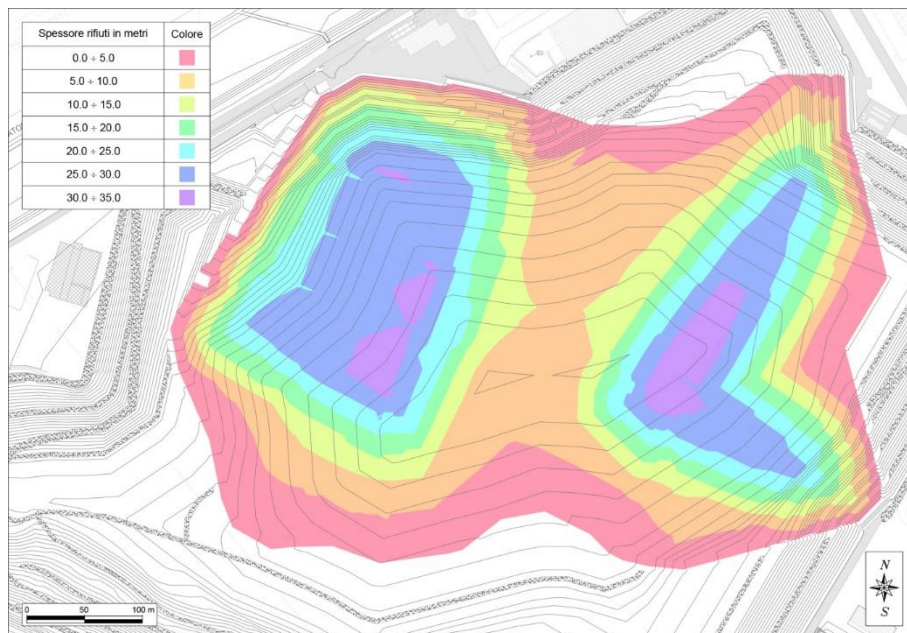 Spessore rifiuti in metri Colore
0.0 ÷ 5.0
5.0 ÷ 10.0
10.0 ÷ 15.0
15.0 ÷ 20.0
20.0 ÷ 25.0
25.0 ÷ 30.0
30.0 ÷ 35.0
0 50 100 m
N
S